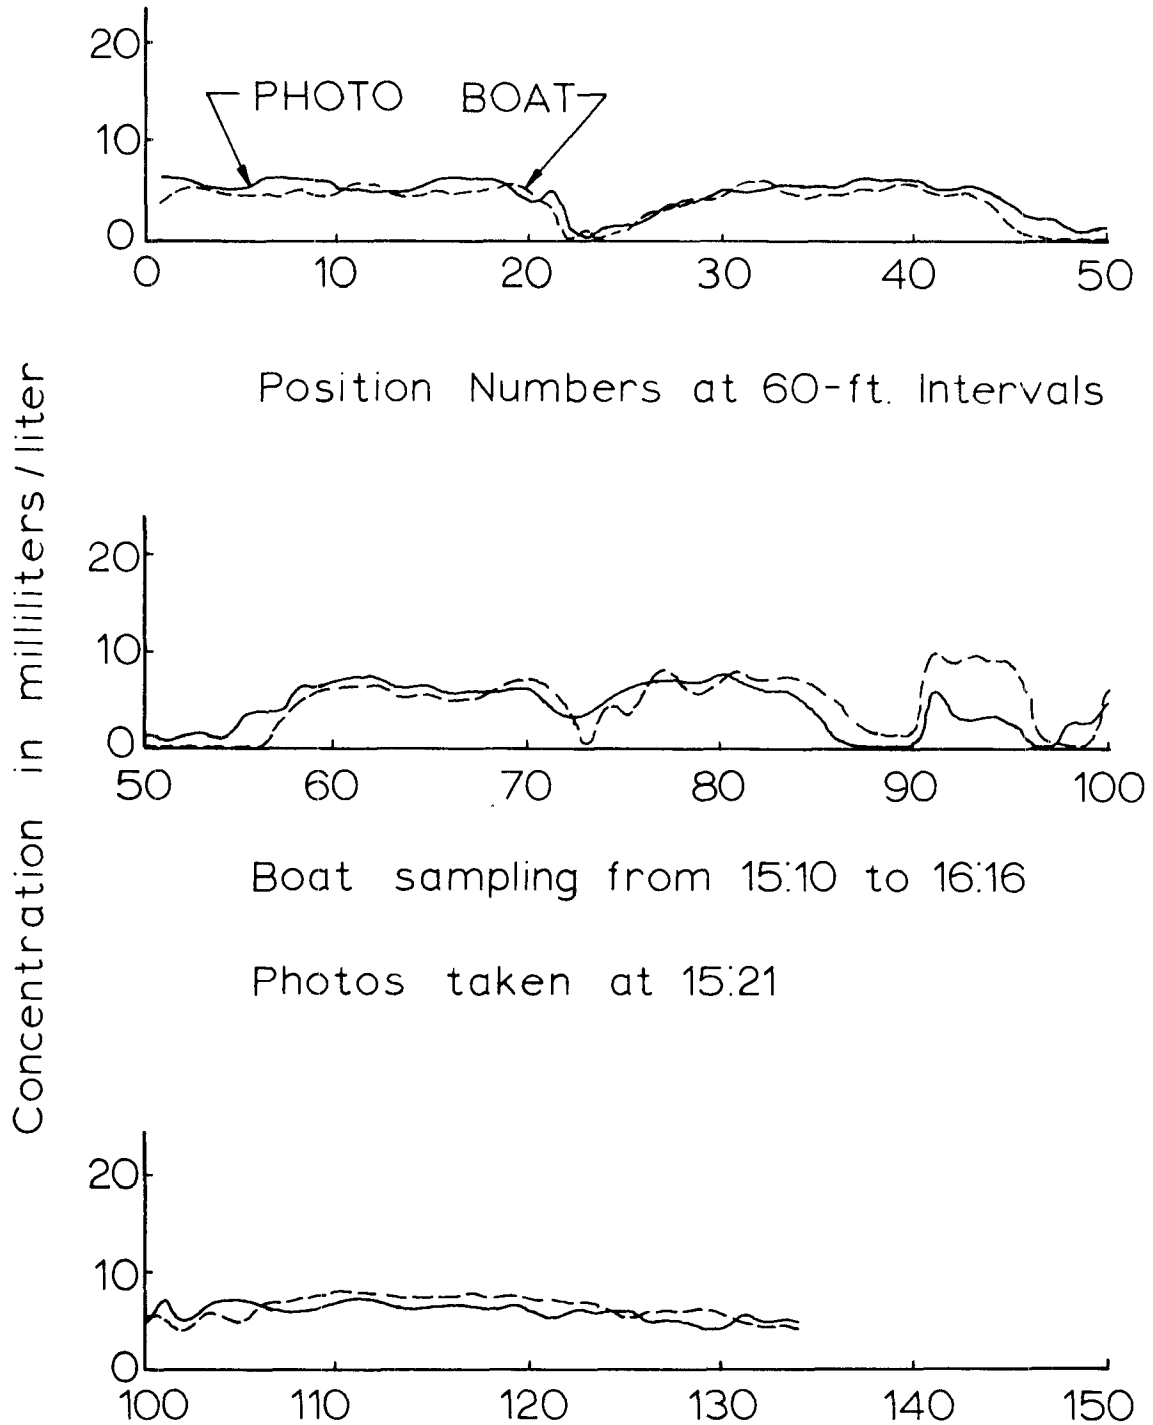 20
PHOTO BOAT
10
0
0 10 20 30 40 50
Position Numbers at 60-ft. Intervals
Concentration in milliliters/liter
20
10
0
50 60 70 80 90 100
Boat sampling from 15:10 to 16:16
Photos taken at 15:21
20
10
0
100 110 120 130 140 150